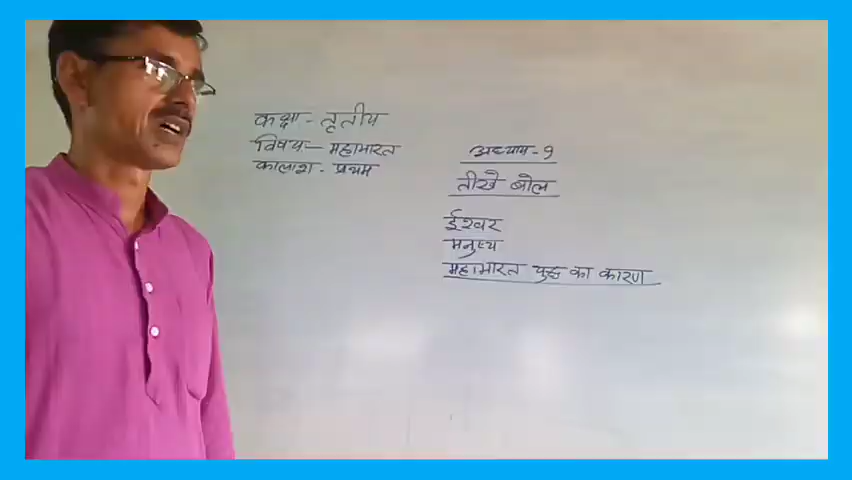 कक्षा - तृतीय
विषय - महाभारत
कालाश - प्रथम
अध्याय - 9
तीखे बोल
ईश्वर
मनुष्य
महाभारत युद्ध का कारण